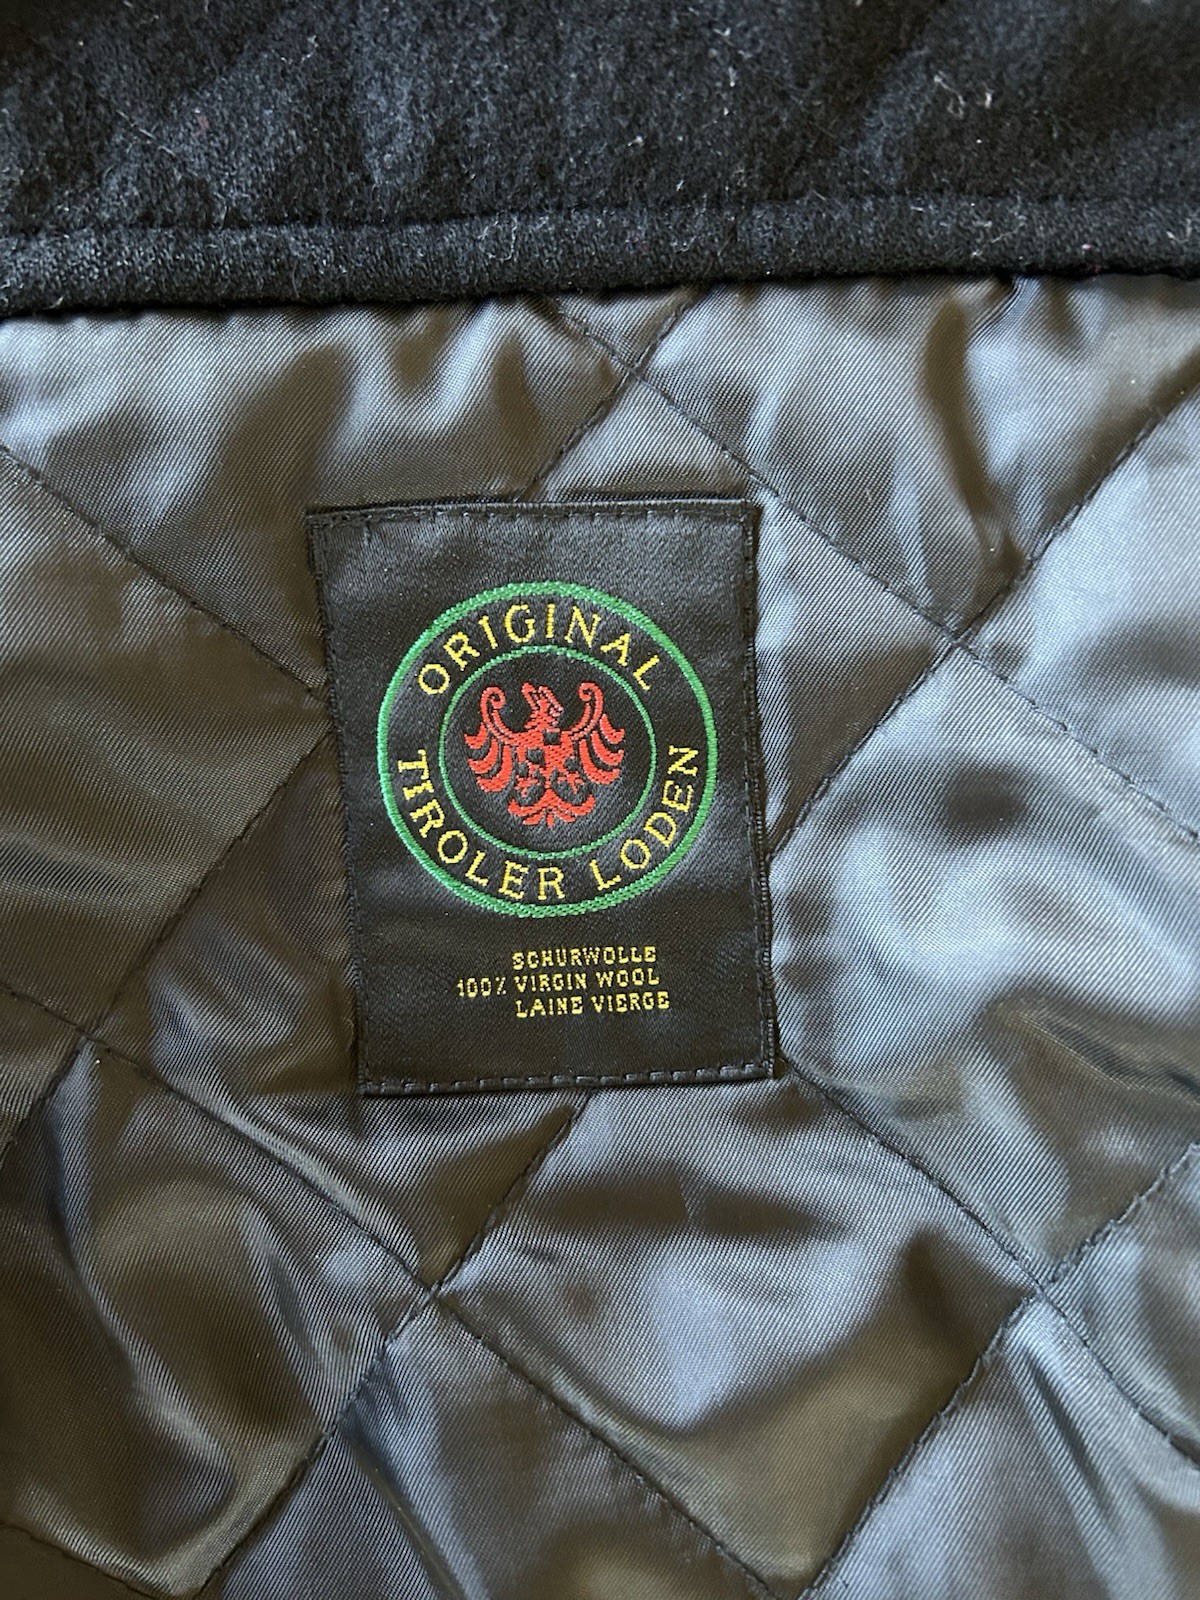 ORIGINAL
TIROLER LODEN
SCHURWOLLE
100% VIRGIN WOOL
LAINE VIERGE